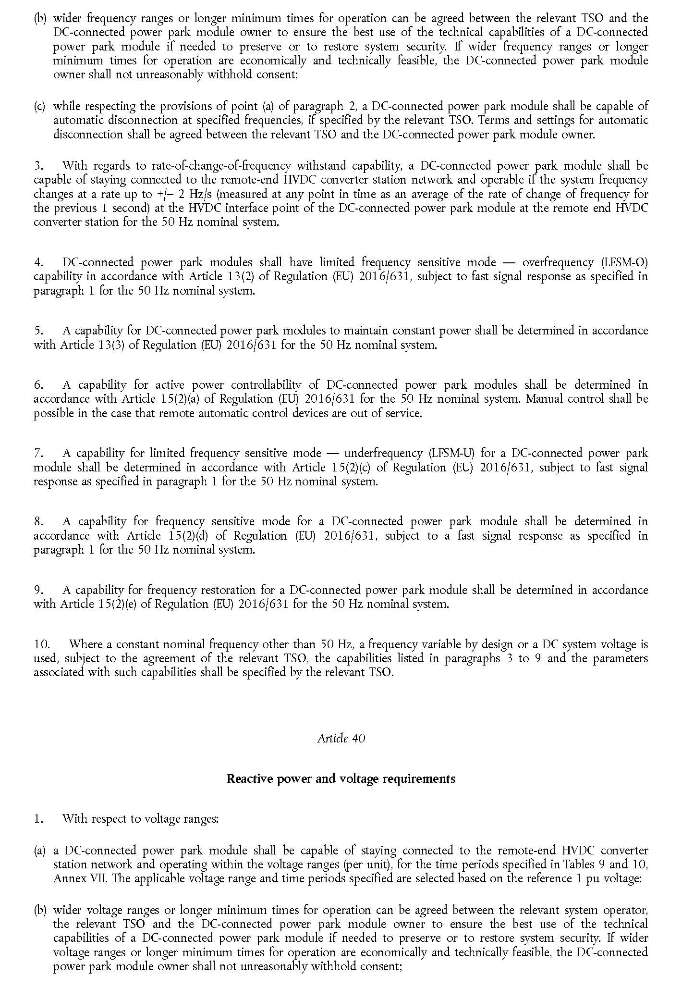 (b) wider frequency ranges or longer minimum times for operation can be agreed between the relevant TSO and the
DC-connected power park module owner to ensure the best use of the technical capabilities of a DC-connected
power park module if needed to preserve or to restore system security. If wider frequency ranges or longer
minimum times for operation are economically and technically feasible, the DC-connected power park module
owner shall not unreasonably withhold consent;
(c) while respecting the provisions of point (a) of paragraph 2, a DC-connected power park module shall be capable of
automatic disconnection at specified frequencies, if specified by the relevant TSO. Terms and settings for automatic
disconnection shall be agreed between the relevant TSO and the DC-connected power park module owner.
3. With regards to rate-of-change-of-frequency withstand capability, a DC-connected power park module shall be
capable of staying connected to the remote-end HVDC converter station network and operable if the system frequency
changes at a rate up to +/– 2 Hz/s (measured at any point in time as an average of the rate of change of frequency for
the previous 1 second) at the HVDC interface point of the DC-connected power park module at the remote end HVDC
converter station for the 50 Hz nominal system.
4. DC-connected power park modules shall have limited frequency sensitive mode — overfrequency (LFSM-O)
capability in accordance with Article 13(2) of Regulation (EU) 2016/631, subject to fast signal response as specified in
paragraph 1 for the 50 Hz nominal system.
5. A capability for DC-connected power park modules to maintain constant power shall be determined in accordance
with Article 13(3) of Regulation (EU) 2016/631 for the 50 Hz nominal system.
6. A capability for active power controllability of DC-connected power park modules shall be determined in
accordance with Article 15(2)(a) of Regulation (EU) 2016/631 for the 50 Hz nominal system. Manual control shall be
possible in the case that remote automatic control devices are out of service.
7. A capability for limited frequency sensitive mode — underfrequency (LFSM-U) for a DC-connected power park
module shall be determined in accordance with Article 15(2)(c) of Regulation (EU) 2016/631, subject to fast signal
response as specified in paragraph 1 for the 50 Hz nominal system.
8. A capability for frequency sensitive mode for a DC-connected power park module shall be determined in
accordance with Article 15(2)(d) of Regulation (EU) 2016/631, subject to a fast signal response as specified in
paragraph 1 for the 50 Hz nominal system.
9. A capability for frequency restoration for a DC-connected power park module shall be determined in accordance
with Article 15(2)(e) of Regulation (EU) 2016/631 for the 50 Hz nominal system.
10. Where a constant nominal frequency other than 50 Hz, a frequency variable by design or a DC system voltage is
used, subject to the agreement of the relevant TSO, the capabilities listed in paragraphs 3 to 9 and the parameters
associated with such capabilities shall be specified by the relevant TSO.
Article 40
Reactive power and voltage requirements
1. With respect to voltage ranges:
(a) a DC-connected power park module shall be capable of staying connected to the remote-end HVDC converter
station network and operating within the voltage ranges (per unit), for the time periods specified in Tables 9 and 10,
Annex VII. The applicable voltage range and time periods specified are selected based on the reference 1 pu voltage;
(b) wider voltage ranges or longer minimum times for operation can be agreed between the relevant system operator,
the relevant TSO and the DC-connected power park module owner to ensure the best use of the technical
capabilities of a DC-connected power park module if needed to preserve or to restore system security. If wider
voltage ranges or longer minimum times for operation are economically and technically feasible, the DC-connected
power park module owner shall not unreasonably withhold consent;